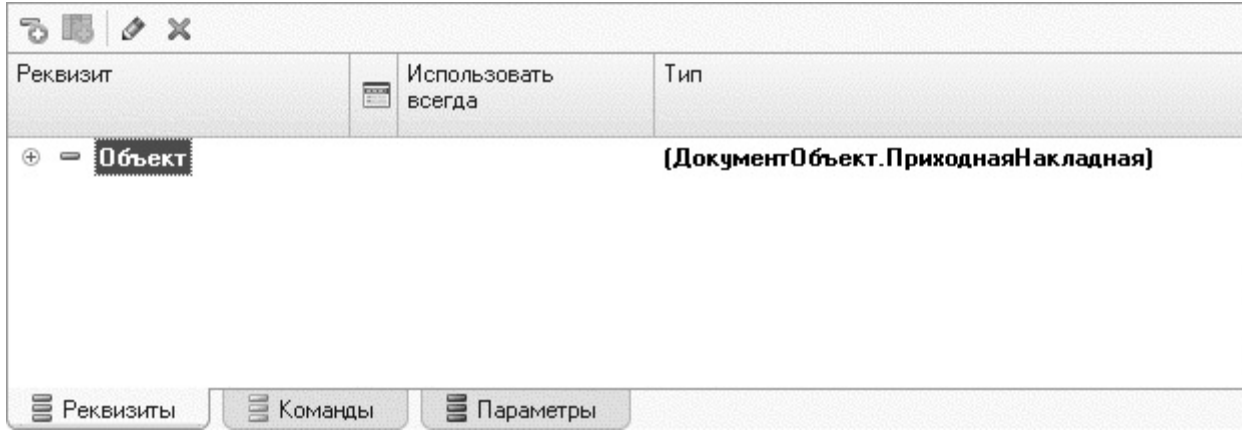 Реквизит
Использовать
всегда
Тип
Объект
(ДокументОбъект.ПриходнаяНакладная)
Реквизиты
Команды
Параметры